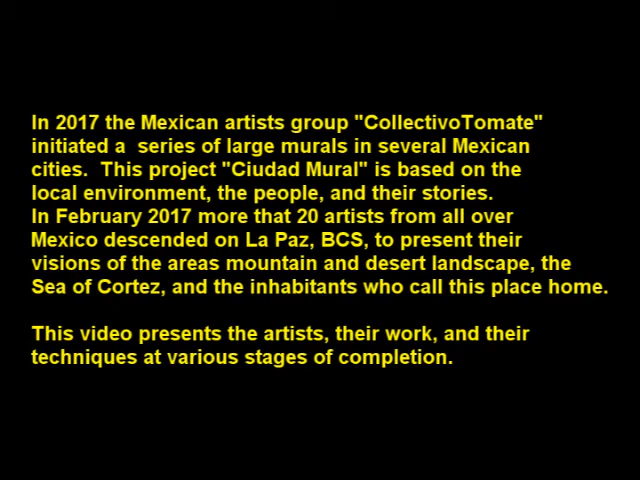 In 2017 the Mexican artists group "CollectivoTomate"
initiated a  series of large murals in several Mexican
cities.  This project "Ciudad Mural" is based on the
local environment, the people, and their stories.
In February 2017 more that 20 artists from all over
Mexico descended on La Paz, BCS, to present their
visions of the areas mountain and desert landscape, the
Sea of Cortez, and the inhabitants who call this place home.
This video presents the artists, their work, and their
techniques at various stages of completion.